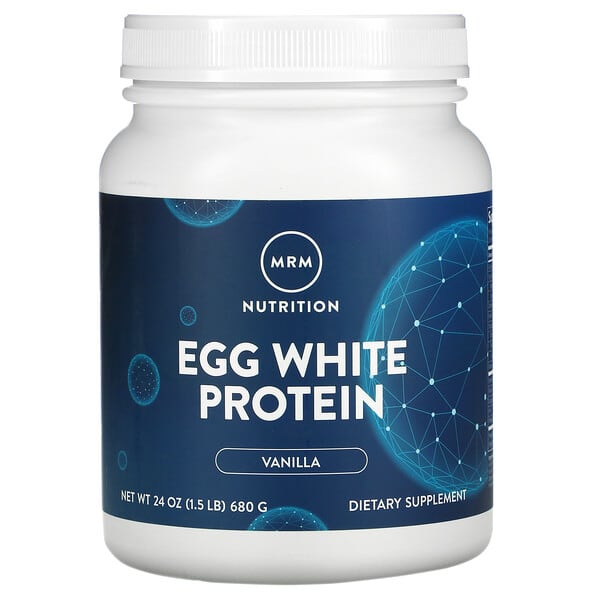 MRM
NUTRITION
EGG WHITE
PROTEIN
VANILLA
NET WT 24 OZ (1.5 LB) 680 G
DIETARY SUPPLEMENT